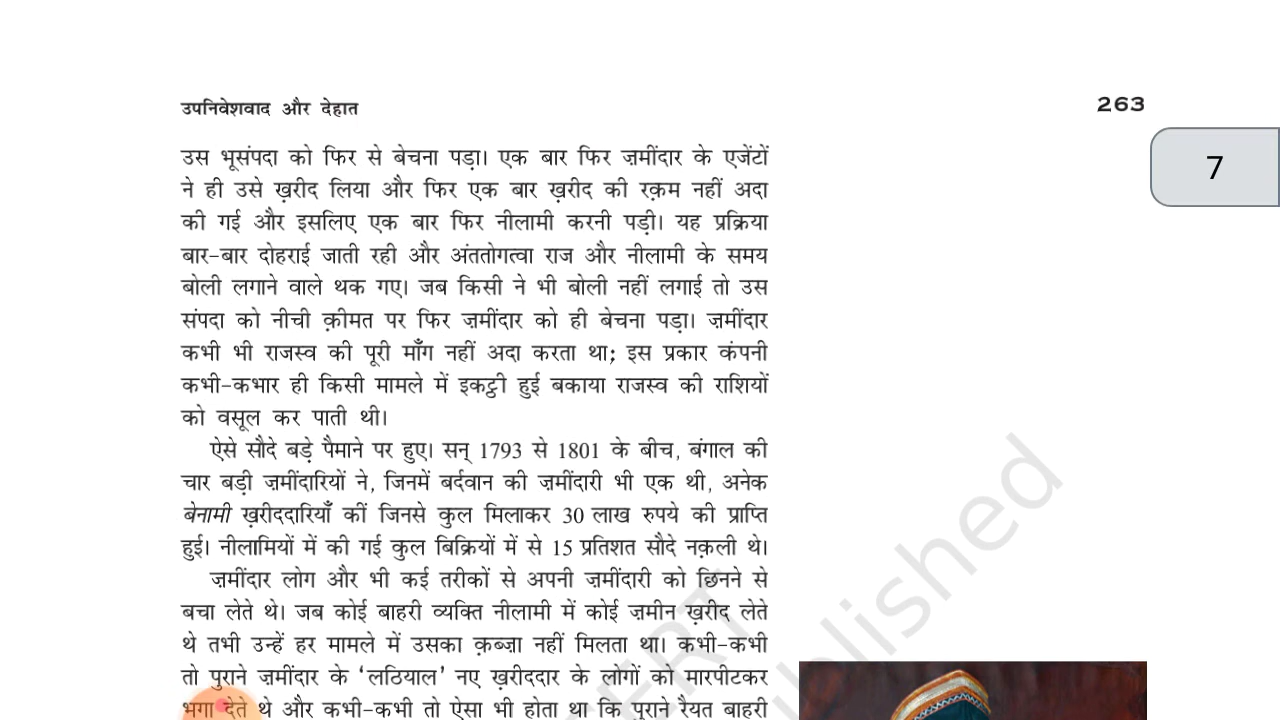 उपनिवेशवाद और देहात
263
उस भूसंपदा को फिर से बेचना पड़ा। एक बार फिर ज़मींदार के एजेंटों
ने ही उसे ख़रीद लिया और फिर एक बार ख़रीद की रक़म नहीं अदा
की गई और इसलिए एक बार फिर नीलामी करनी पड़ी। यह प्रक्रिया
बार-बार दोहराई जाती रही और अंततोगत्वा राज और नीलामी के समय
बोली लगाने वाले थक गए। जब किसी ने भी बोली नहीं लगाई तो उस
संपदा को नीची क़ीमत पर फिर ज़मींदार को ही बेचना पड़ा। ज़मींदार
कभी भी राजस्व की पूरी माँग नहीं अदा करता था; इस प्रकार कंपनी
कभी-कभार ही किसी मामले में इकट्ठी हुई बकाया राजस्व की राशियों
को वसूल कर पाती थी।
ऐसे सौदे बड़े पैमाने पर हुए। सन् 1793 से 1801 के बीच, बंगाल की
चार बड़ी ज़मींदारियों ने, जिनमें बर्दवान की ज़मींदारी भी एक थी, अनेक
बेनामी ख़रीददारियाँ कीं जिनसे कुल मिलाकर 30 लाख रुपये की प्राप्ति
हुई। नीलामियों में की गई कुल बिक्रियों में से 15 प्रतिशत सौदे नक़ली थे।
ज़मींदार लोग और भी कई तरीकों से अपनी ज़मींदारी को छिनने से
बचा लेते थे। जब कोई बाहरी व्यक्ति नीलामी में कोई ज़मीन ख़रीद लेते
थे तभी उन्हें हर मामले में उसका क़ब्ज़ा नहीं मिलता था। कभी-कभी
तो पुराने ज़मींदार के ‘लठियाल’ नए ख़रीददार के लोगों को मारपीटकर
भगा देते थे और कभी-कभी तो ऐसा भी होता था कि पुराने रैयत बाहरी
7